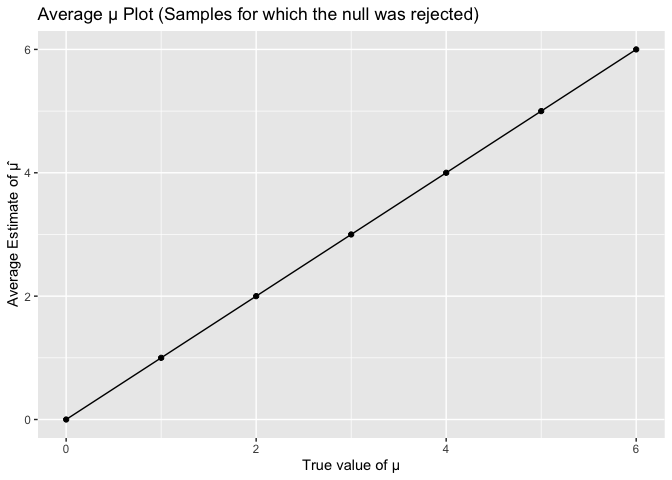 Average μ Plot (Samples for which the null was rejected)
Average Estimate of μ̂
6
4
2
0
0
2
4
6
True value of μ